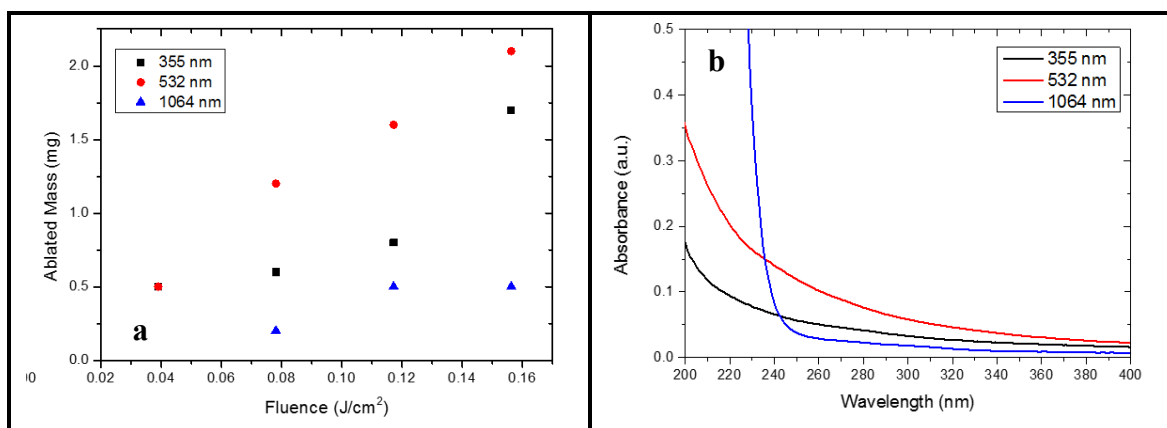 2.0
1.5
1.0
0.5
0.0
Ablated Mass (mg)
355 nm
532 nm
1064 nm
a
00
0.02
0.04
0.06
0.08
0.10
0.12
0.14
0.16
Fluence (J/cm²)
0.5
0.4
0.3
0.2
0.1
0.0
Absorbance (a.u.)
b
355 nm
532 nm
1064 nm
200
220
240
260
280
300
320
340
360
380
400
Wavelength (nm)